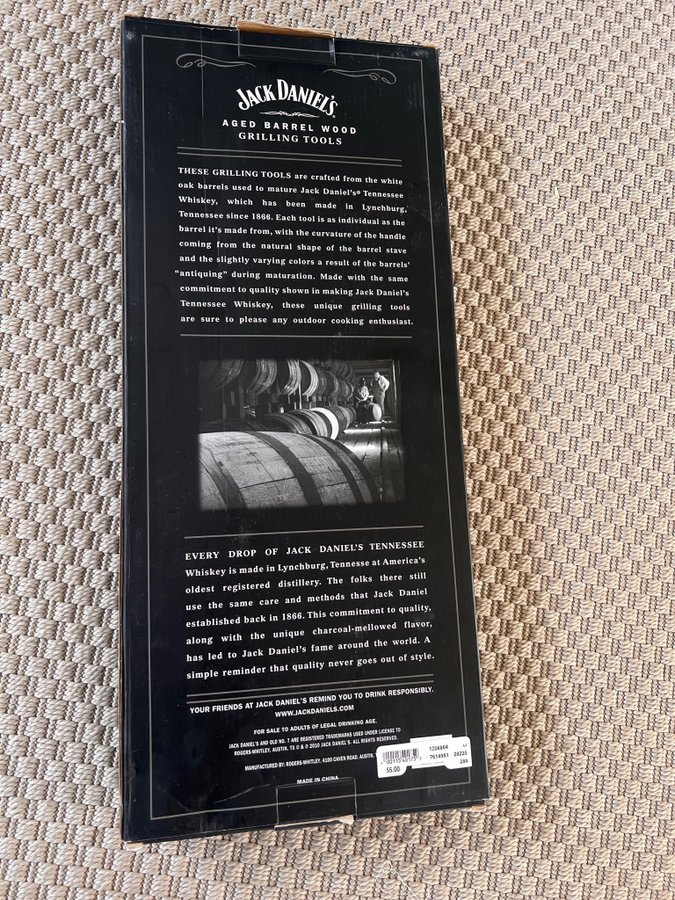 JACK DANIEL'S
AGED BARREL WOOD
GRILLING TOOLS
THESE GRILLING TOOLS are crafted from the white
oak barrels used to mature Jack Daniel's® Tennessee
Whiskey, which has been made in Lynchburg,
Tennessee since 1866. Each tool is as individual as the
barrel it's made from, with the curvature of the handle
coming from the natural shape of the barrel stave
and the slightly varying colors a result of the barrels'
"antiquing" during maturation. Made with the same
commitment to quality shown in making Jack Daniel's
Tennessee Whiskey, these unique grilling tools
are sure to please any outdoor cooking enthusiast.
EVERY DROP OF JACK DANIEL'S TENNESSEE
Whiskey is made in Lynchburg, Tennesse at America's
oldest registered distillery. The folks there still
use the same care and methods that Jack Daniel
established back in 1866. This commitment to quality,
along with the unique charcoal-mellowed flavor,
has led to Jack Daniel's fame around the world. A
simple reminder that quality never goes out of style.
YOUR FRIENDS AT JACK DANIEL'S REMIND YOU TO DRINK RESPONSIBLY.
WWW.JACKDANIELS.COM
FOR SALE TO ADULTS OF LEGAL DRINKING AGE.
JACK DANIEL'S AND OLD NO. 7 ARE REGISTERED TRADEMARKS USED UNDER LICENSE TO
ROGERS-WHITLEY, AUSTIN, TX © & © 2010 JACK DANIEL'S. ALL RIGHTS RESERVED.
MANUFACTURED BY: ROGERS-WHITLEY, 4100 CAVEN ROAD, AUSTIN,
MADE IN CHINA
1256604
7614991 28225
$5.00
204